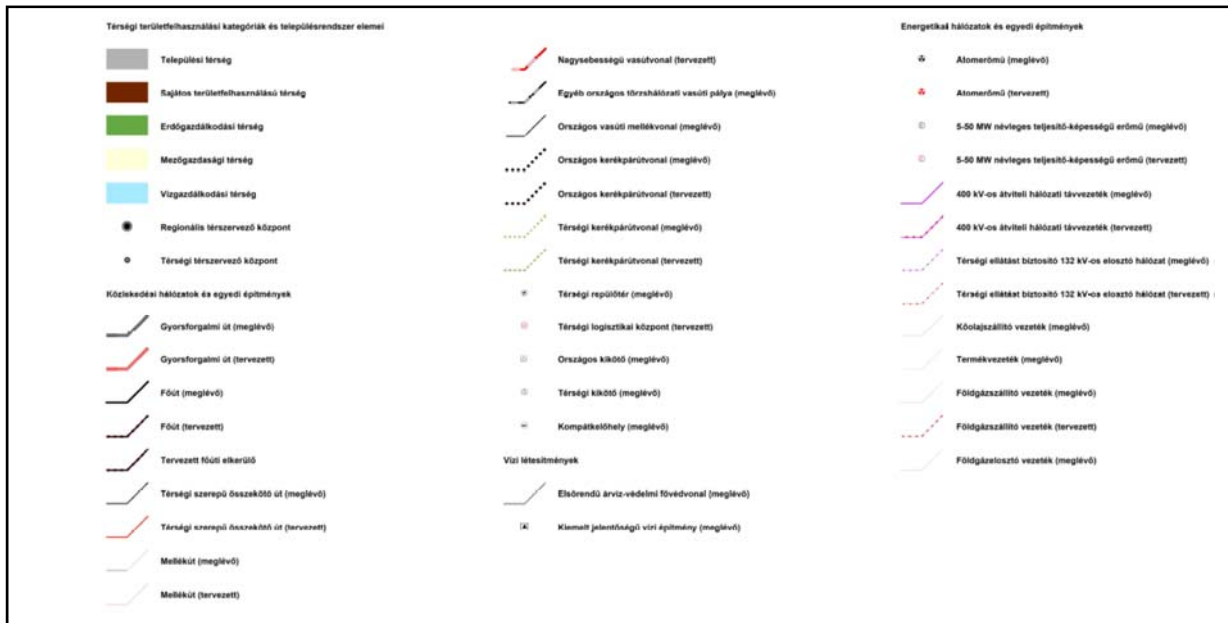 Térségi területfelhasználási kategóriák és településrendszer elemei
Települési térség
Sajátos területfelhasználású térség
Erdőgazdálkodási térség
Mezőgazdasági térség
Vízgazdálkodási térség
Regionális térszervező központ
Térségi térszervező központ
Közlekedési hálózatok és egyedi építmények
Gyorsforgalmi út (meglévő)
Gyorsforgalmi út (tervezett)
Főút (meglévő)
Főút (tervezett)
Tervezett főúti elkerülő
Térségi szerepű összekötő út (meglévő)
Térségi szerepű összekötő út (tervezett)
Mellékút (meglévő)
Mellékút (tervezett)
Nagysebességű vasútvonal (tervezett)
Egyéb országos törzshálózati vasúti pálya (meglévő)
Országos vasúti mellékvonal (meglévő)
Országos kerékpárútvonal (meglévő)
Országos kerékpárútvonal (tervezett)
Térségi kerékpárútvonal (meglévő)
Térségi kerékpárútvonal (tervezett)
Térségi repülőtér (meglévő)
Térségi logisztikai központ (tervezett)
Országos kikötő (meglévő)
Térségi kikötő (meglévő)
Kompátkelőhely (meglévő)
Vízi létesítmények
Elsőrendű árvíz-védelmi fővédvonal (meglévő)
Kiemelt jelentőségű vízi építmény (meglévő)
Energetikai hálózatok és egyedi építmények
Atomerőmű (meglévő)
Atomerőmű (tervezett)
5-50 MW névleges teljesítő-képességű erőmű (meglévő)
5-50 MW névleges teljesítő-képességű erőmű (tervezett)
400 kV-os átviteli hálózati távvezeték (meglévő)
400 kV-os átviteli hálózati távvezeték (tervezett)
Térségi ellátást biztosító 132 kV-os elosztó hálózat (meglévő)
Térségi ellátást biztosító 132 kV-os elosztó hálózat (tervezett)
Kőolajszállító vezeték (meglévő)
Termékvezeték (meglévő)
Földgázszállító vezeték (meglévő)
Földgázszállító vezeték (tervezett)
Földgázelosztó vezeték (meglévő)